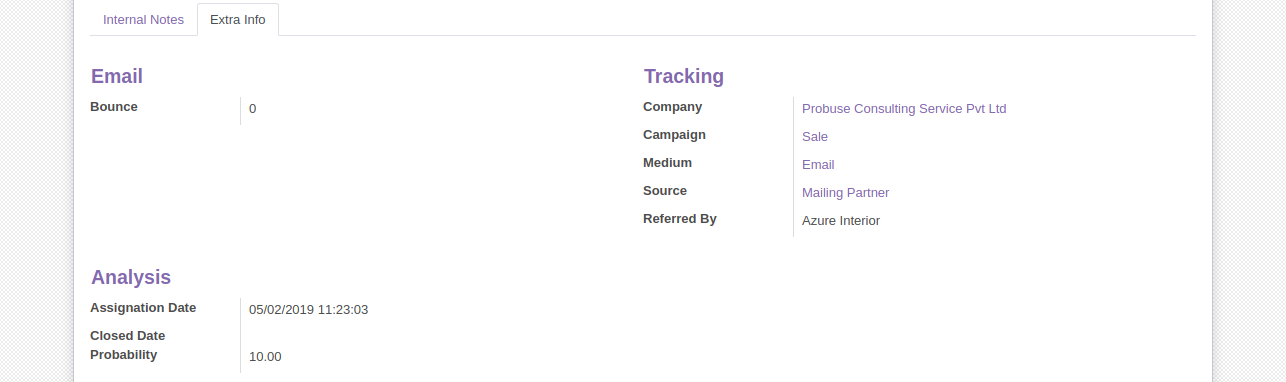 Internal Notes Extra Info
Email
Bounce 0
Tracking
Company Probuse Consulting Service Pvt Ltd
Campaign Sale
Medium Email
Source Mailing Partner
Referred By Azure Interior
Analysis
Assignation Date 05/02/2019 11:23:03
Closed Date
Probability 10.00